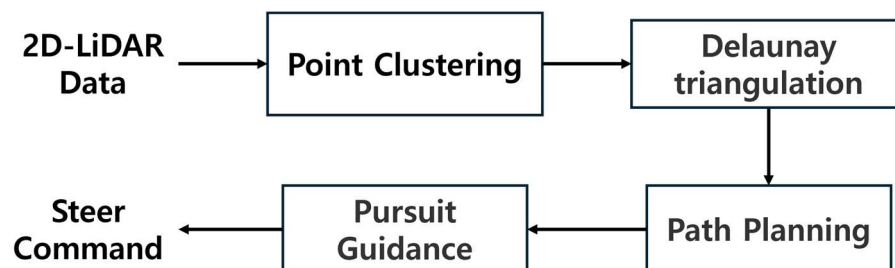 2D-LiDAR
Data
Point Clustering
Delaunay
triangulation
Steer
Command
Pursuit
Guidance
Path Planning